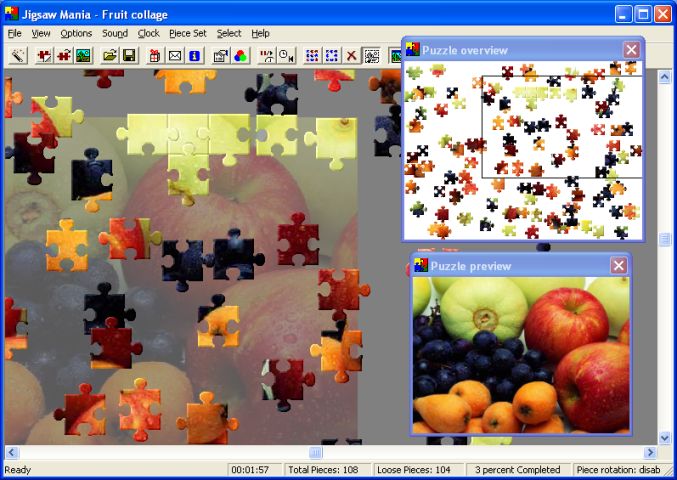 Jigsaw Mania - Fruit collage
File View Options Sound Clock Piece Set Select Help
Puzzle overview
Puzzle preview
Ready 00:01:57 Total Pieces: 108 Loose Pieces: 104 3 percent Completed Piece rotation: disab